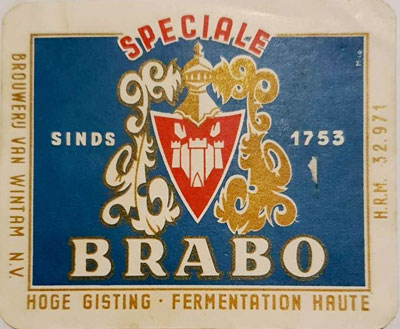 SPECIALE
SINDS 1753
BRABO
HOGE GISTING · FERMENTATION HAUTE
BROUWERIJ VAN WINTAM N.V.
H.R.M. 32.971